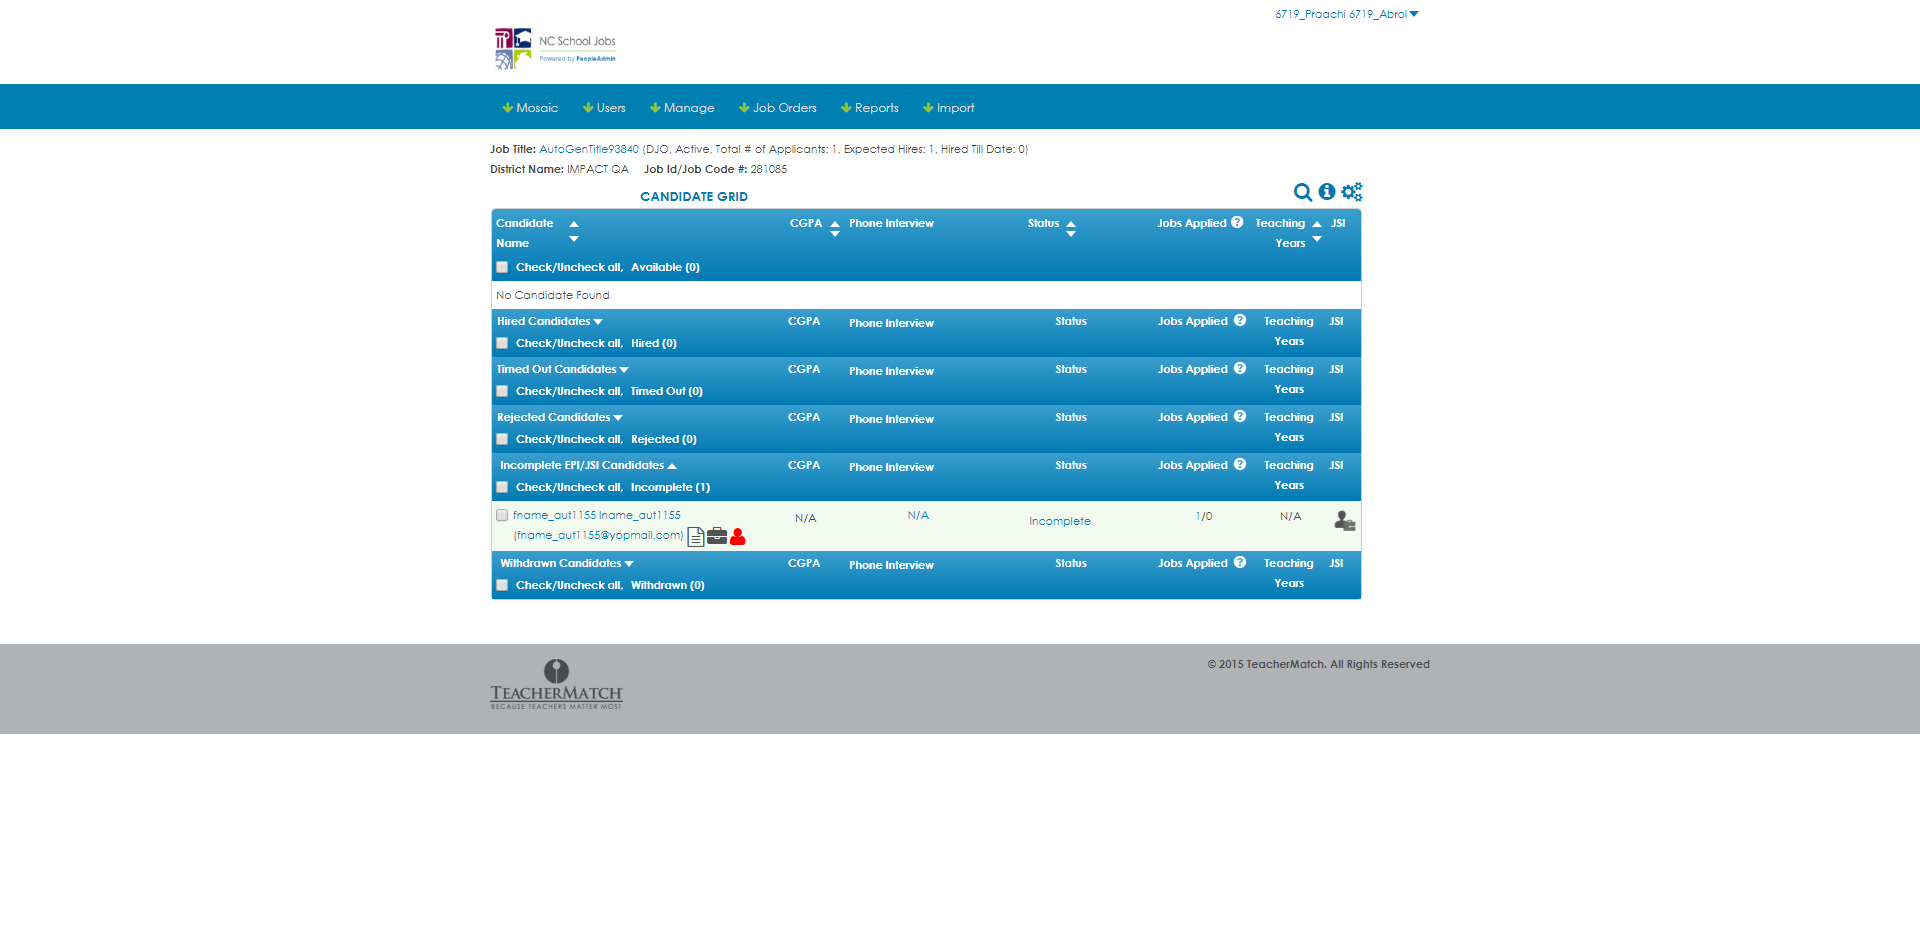 6719_Praachi 6719_Abrol
NC School Jobs
Powered by PeopleAdmin
Mosaic Users Manage Job Orders Reports Import
Job Title: AutoGenTitle93840 (DJO, Active, Total # of Applicants: 1, Expected Hires: 1, Hired Till Date: 0)
District Name: IMPACT QA Job Id/Job Code #: 281085
CANDIDATE GRID
Candidate Name CGPA Phone Interview Status Jobs Applied ? Teaching Years JSI
Check/Uncheck all, Available (0)
No Candidate Found
Hired Candidates CGPA Phone Interview Status Jobs Applied ? Teaching Years JSI
Check/Uncheck all, Hired (0)
Timed Out Candidates CGPA Phone Interview Status Jobs Applied ? Teaching Years JSI
Check/Uncheck all, Timed Out (0)
Rejected Candidates CGPA Phone Interview Status Jobs Applied ? Teaching Years JSI
Check/Uncheck all, Rejected (0)
Incomplete EPI/JSI Candidates CGPA Phone Interview Status Jobs Applied ? Teaching Years JSI
Check/Uncheck all, Incomplete (1)
fname_aut1155 lname_aut1155 N/A N/A Incomplete 1/0 N/A
(fname_aut1155@yopmail.com)
Withdrawn Candidates CGPA Phone Interview Status Jobs Applied ? Teaching Years JSI
Check/Uncheck all, Withdrawn (0)
© 2015 TeacherMatch. All Rights Reserved
TEACHERMATCH
BECAUSE TEACHERS MATTER MOST